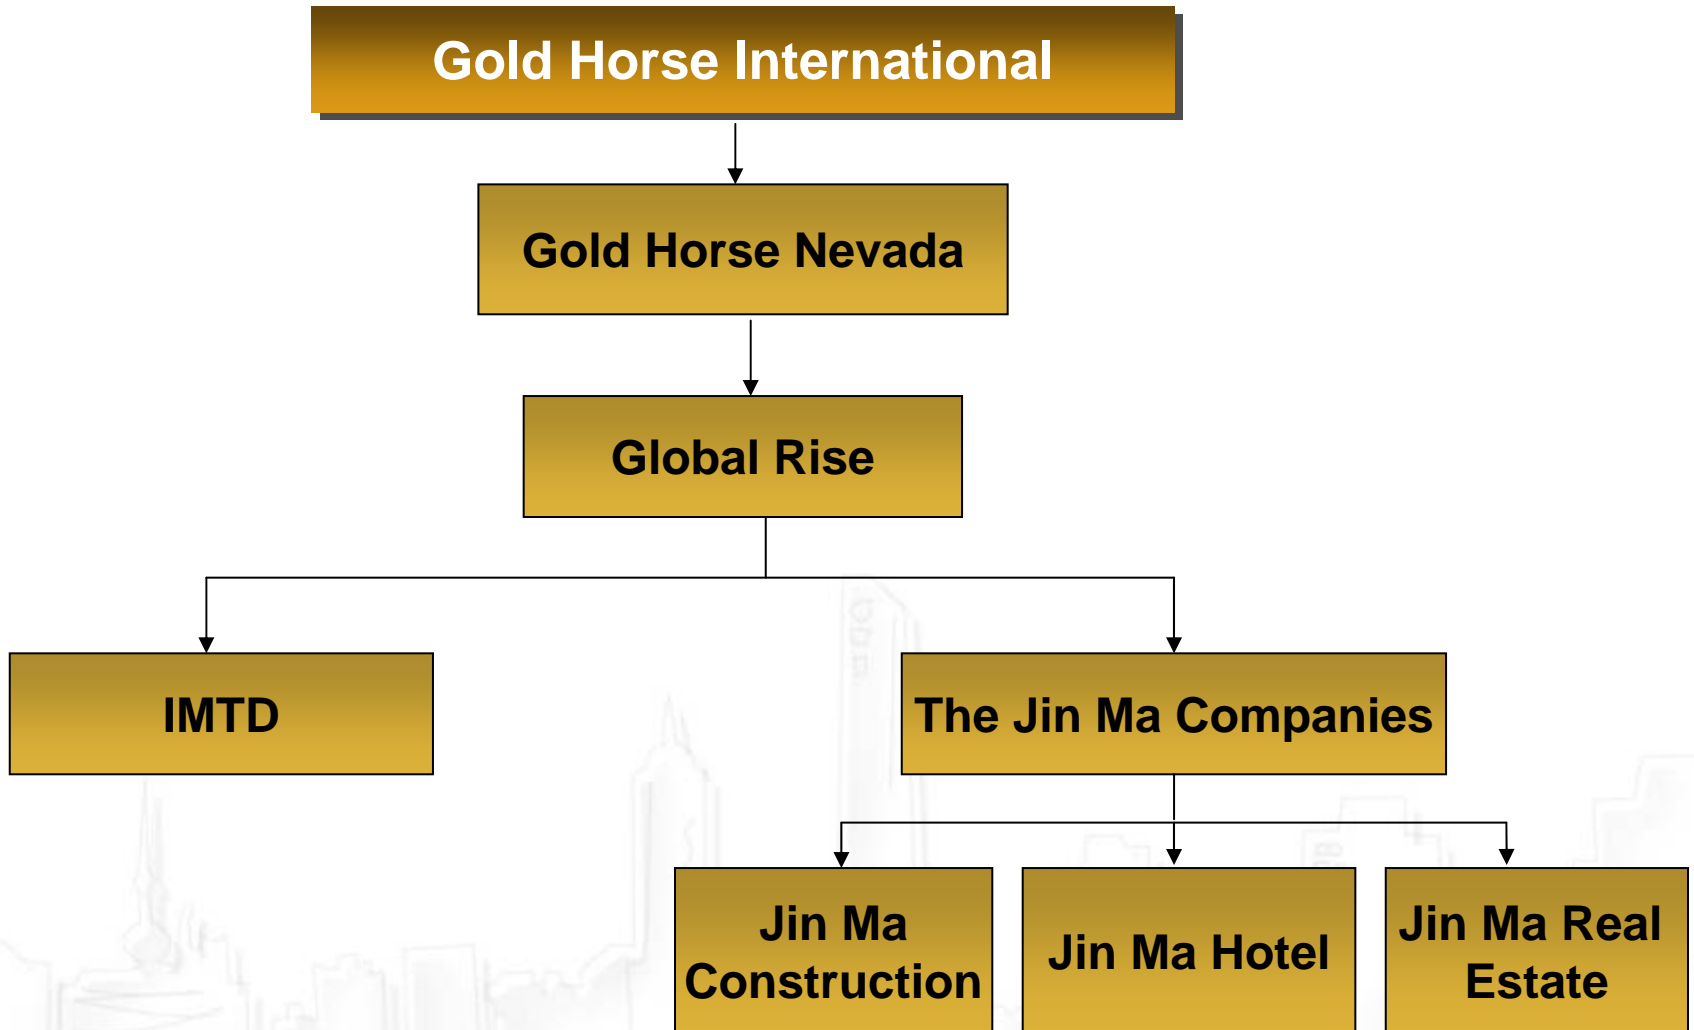 Gold Horse International
Gold Horse Nevada
Global Rise
IMTD
The Jin Ma Companies
Jin Ma
Construction
Jin Ma Hotel
Jin Ma Real
Estate